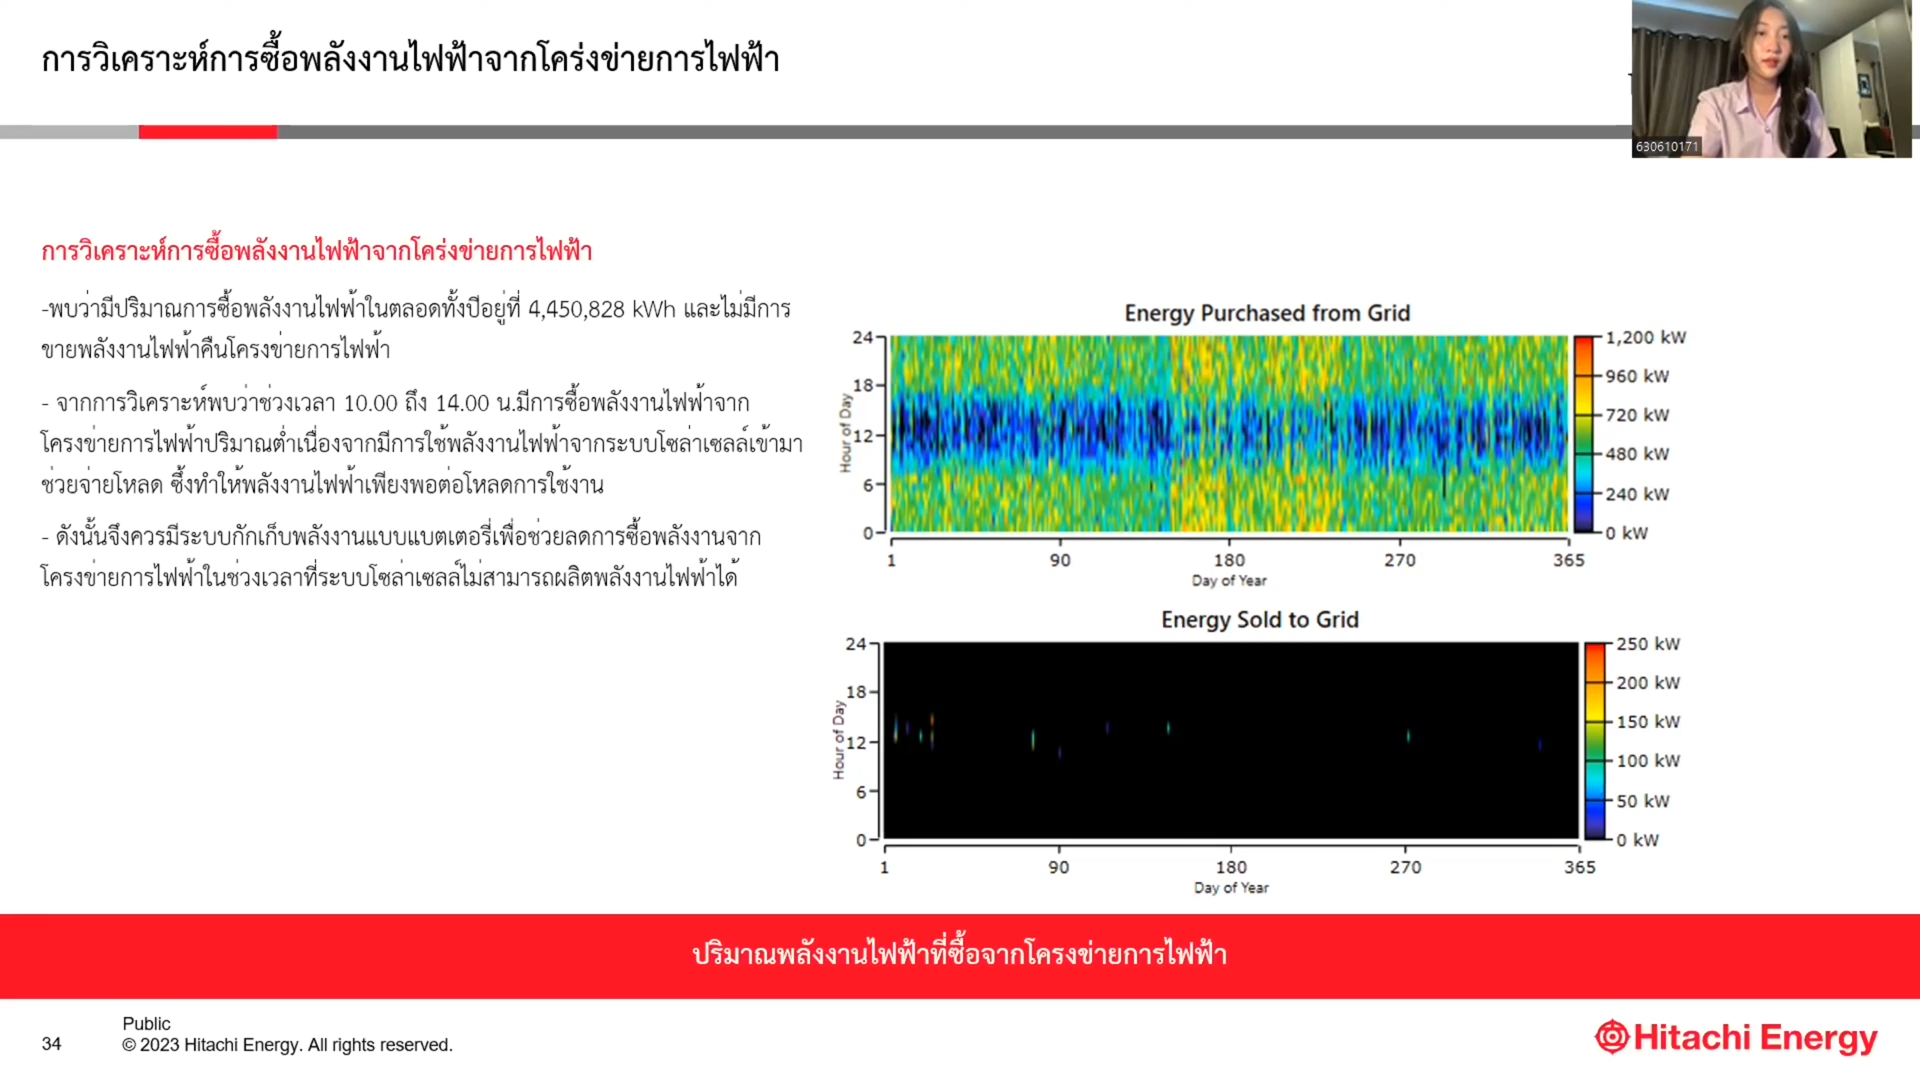 การวิเคราะห์การซื้อพลังงานไฟฟ้าจากโคร่งข่ายการไฟฟ้า
630610171
การวิเคราะห์การซื้อพลังงานไฟฟ้าจากโคร่งข่ายการไฟฟ้า
-พบว่ามีปริมาณการซื้อพลังงานไฟฟ้าในตลอดทั้งปีอยู่ที่ 4,450,828 kWh และไม่มีการ
ขายพลังงานไฟฟ้าคืนโครงข่ายการไฟฟ้า
- จากการวิเคราะห์พบว่าช่วงเวลา 10.00 ถึง 14.00 น.มีการซื้อพลังงานไฟฟ้าจาก
โครงข่ายการไฟฟ้าปริมาณต่ำเนื่องจากมีการใช้พลังงานไฟฟ้าจากระบบโซล่าเซลล์เข้ามา
ช่วยจ่ายโหลด ซึ้งทำให้พลังงานไฟฟ้าเพียงพอต่อโหลดการใช้งาน
- ดังนั้นจึงควรมีระบบกักเก็บพลังงานแบบแบตเตอรี่เพื่อช่วยลดการซื้อพลังงานจาก
โครงข่ายการไฟฟ้าในช่วงเวลาที่ระบบโซล่าเซลล์ไม่สามารถผลิตพลังงานไฟฟ้าได้
Energy Purchased from Grid
24
18
12
6
0
Hour of Day
1 90 180 270 365
Day of Year
1,200 kW
960 kW
720 kW
480 kW
240 kW
0 kW
Energy Sold to Grid
24
18
12
6
0
Hour of Day
1 90 180 270 365
Day of Year
250 kW
200 kW
150 kW
100 kW
50 kW
0 kW
ปริมาณพลังงานไฟฟ้าที่ซื้อจากโครงข่ายการไฟฟ้า
34
Public
© 2023 Hitachi Energy. All rights reserved.
Hitachi Energy